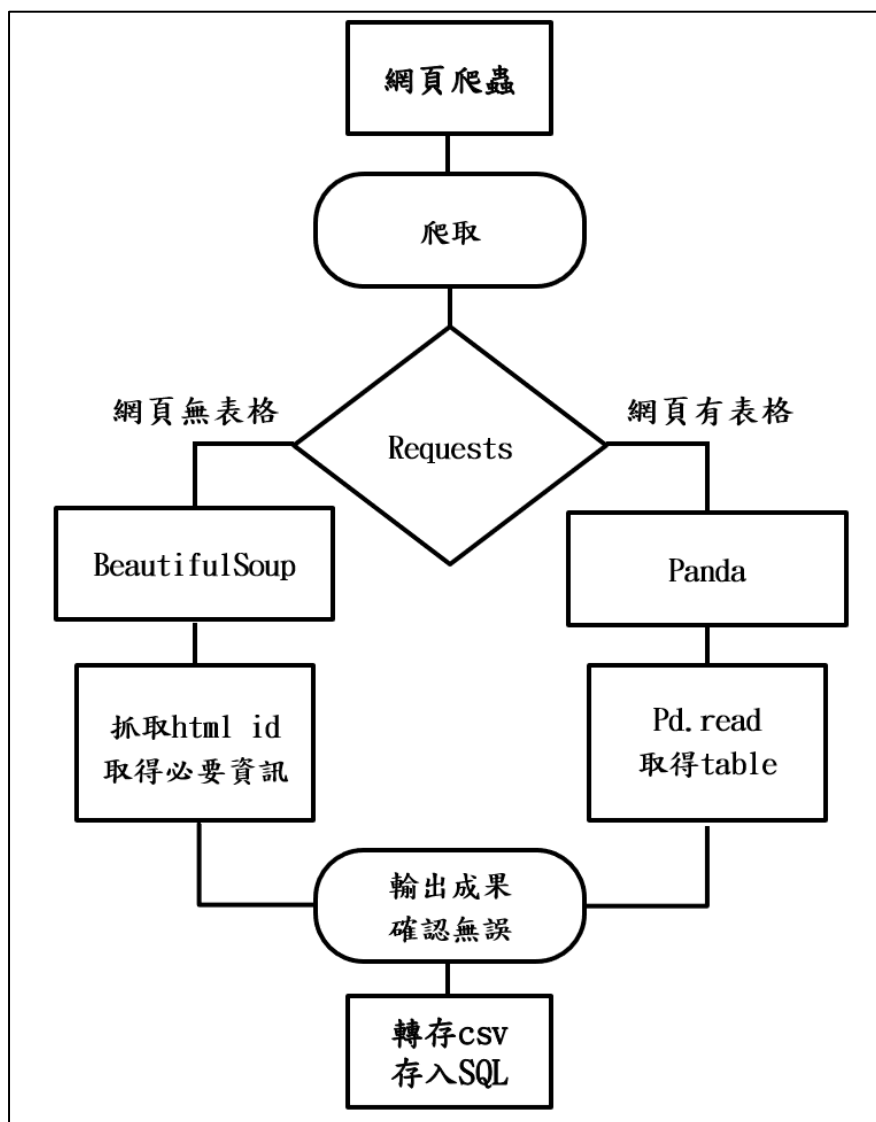 網頁爬蟲
爬取
網頁無表格
網頁有表格
Requests
BeautifulSoup
Panda
抓取html id
取得必要資訊
Pd.read
取得table
輸出成果
確認無誤
轉存csv
存入SQL